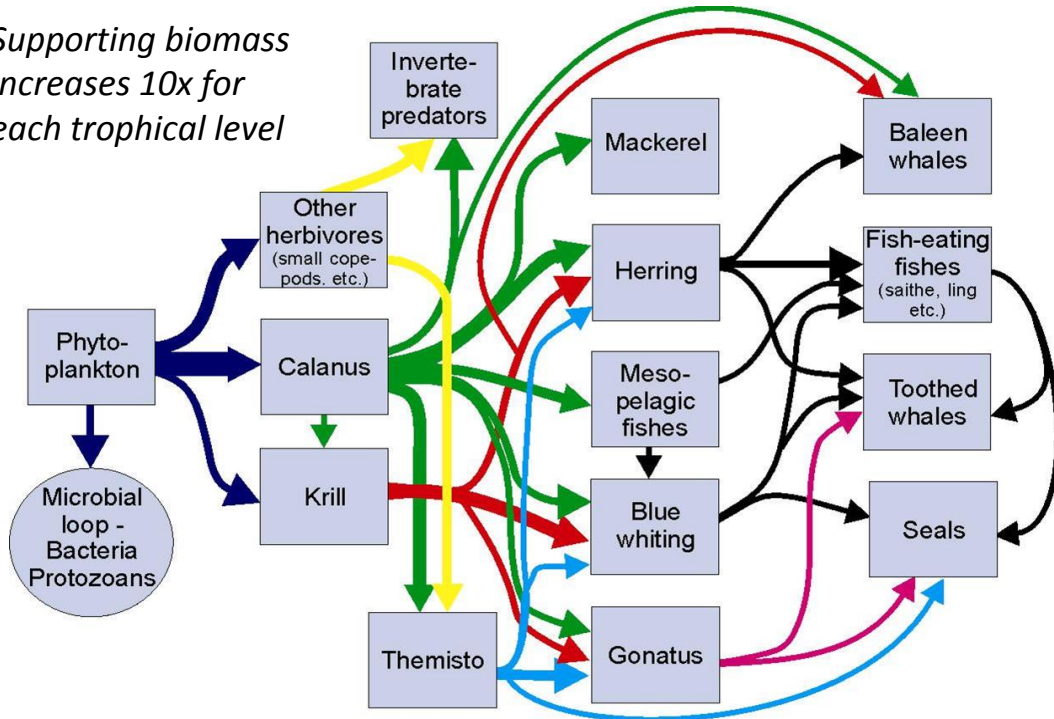 Supporting biomass
increases 10x for
each trophical level
Inverte-
brate
predators
Mackerel
Baleen
whales
Other
herbivores
(small cope-
pods. etc.)
Herring
Fish-eating
fishes
(saithe, ling
etc.)
Phyto-
plankton
Calanus
Meso-
pelagic
fishes
Toothed
whales
Microbial
loop -
Bacteria
Protozoans
Krill
Blue
whiting
Seals
Themisto
Gonatus